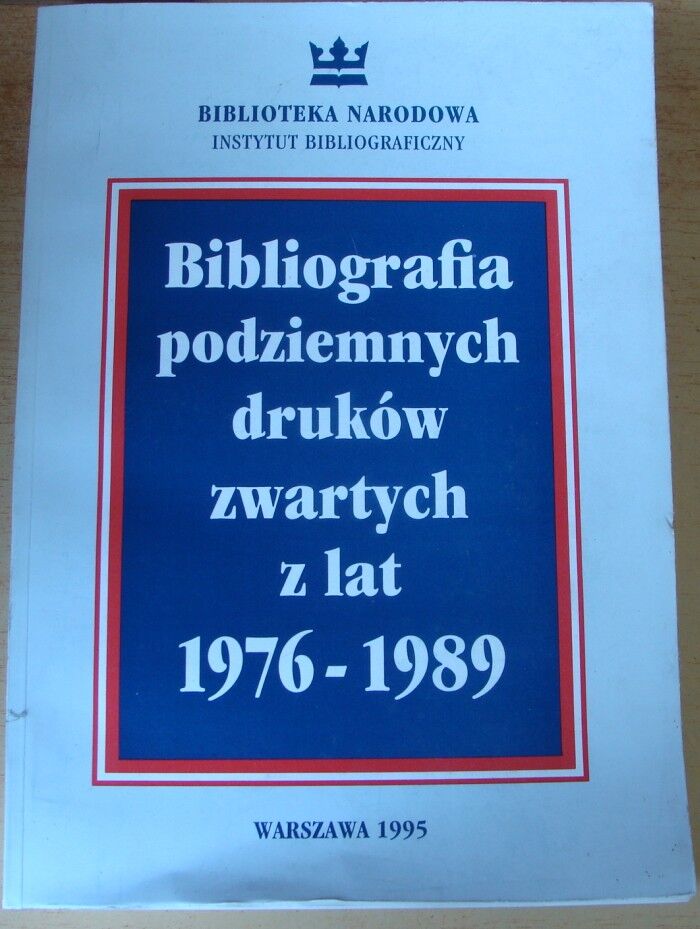 BIBLIOTEKA NARODOWA
INSTYTUT BIBLIOGRAFICZNY
Bibliografia
podziemnych
druków
zwartych
z lat
1976 - 1989
WARSZAWA 1995